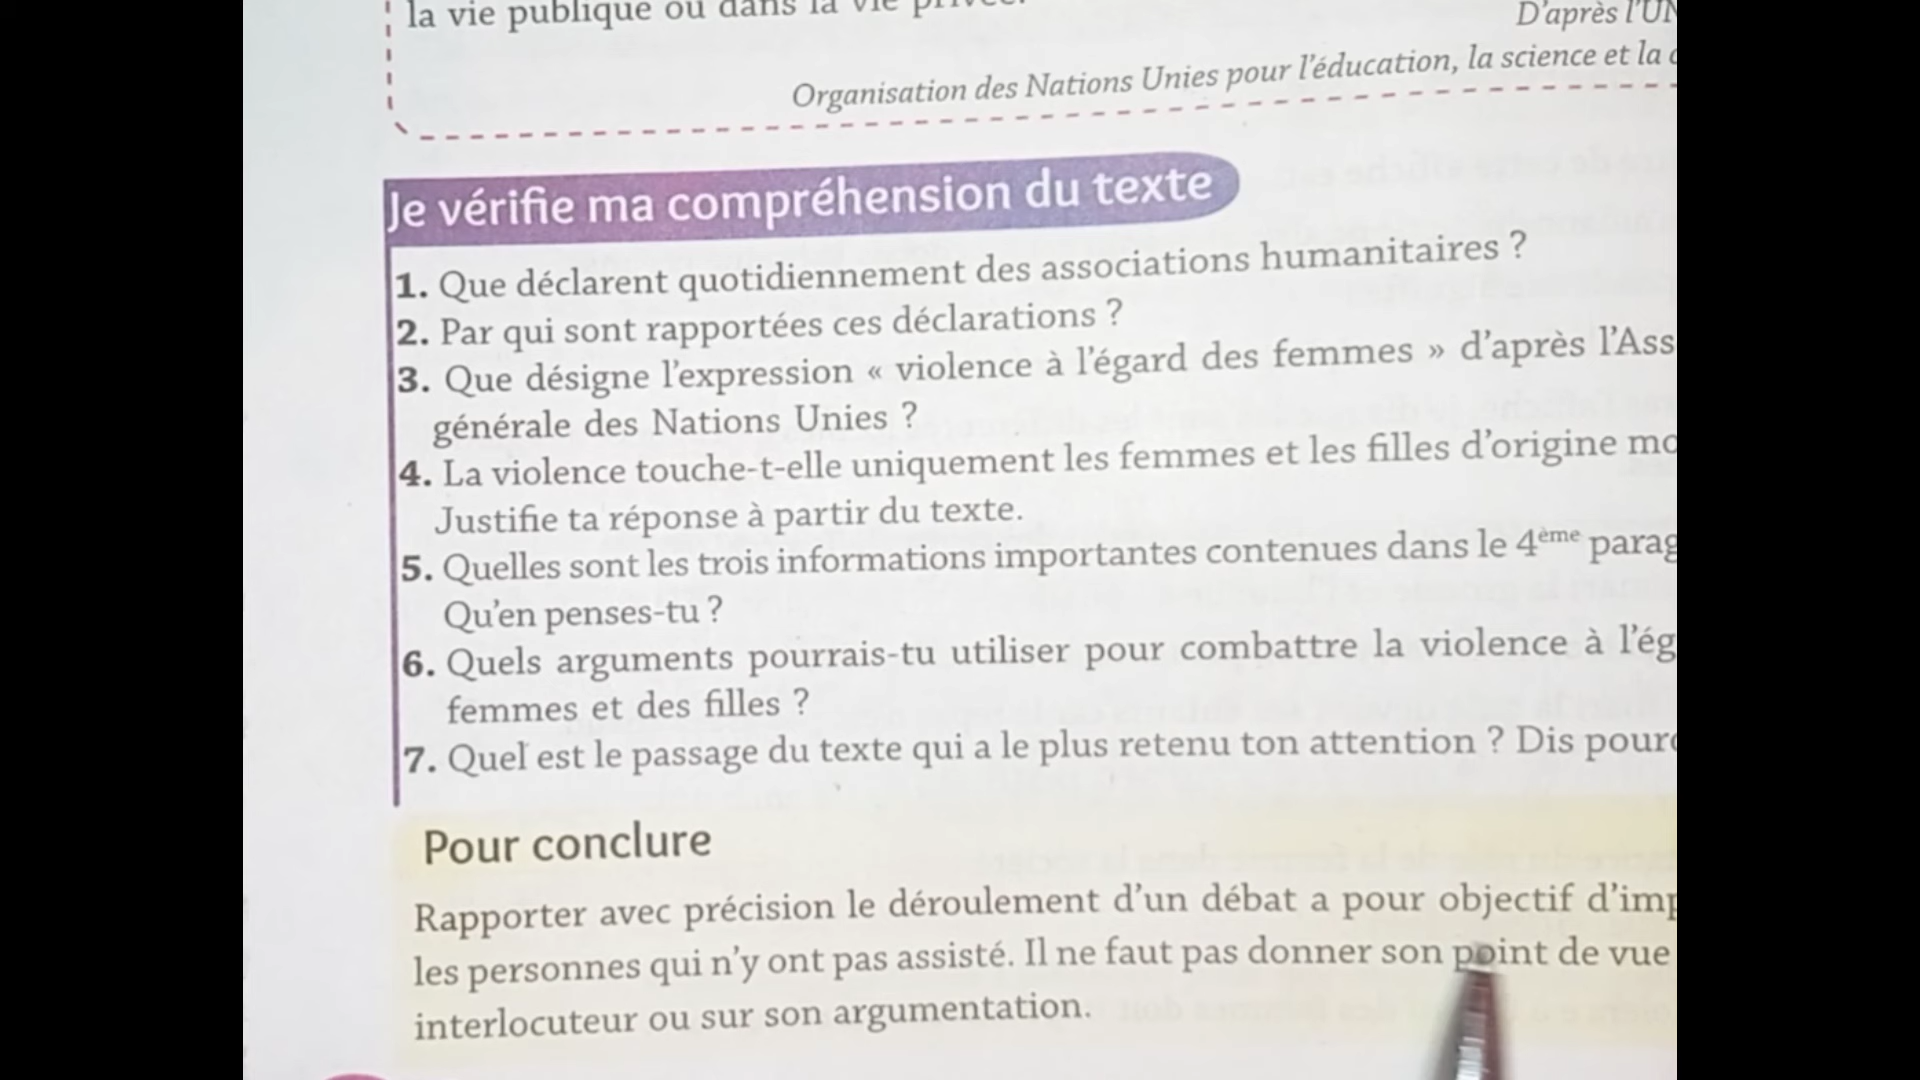 la vie publique ou dans la vie privée.
D'après l'UN
Organisation des Nations Unies pour l'éducation, la science et la c
Je vérifie ma compréhension du texte
1. Que déclarent quotidiennement des associations humanitaires ?
2. Par qui sont rapportées ces déclarations ?
3. Que désigne l'expression « violence à l'égard des femmes » d'après l'Ass
générale des Nations Unies ?
4. La violence touche-t-elle uniquement les femmes et les filles d'origine mo
Justifie ta réponse à partir du texte.
5. Quelles sont les trois informations importantes contenues dans le 4ème parag
Qu'en penses-tu ?
6. Quels arguments pourrais-tu utiliser pour combattre la violence à l'ég
femmes et des filles ?
7. Quel est le passage du texte qui a le plus retenu ton attention ? Dis pourq
Pour conclure
Rapporter avec précision le déroulement d'un débat a pour objectif d'imp
les personnes qui n'y ont pas assisté. Il ne faut pas donner son point de vue
interlocuteur ou sur son argumentation.